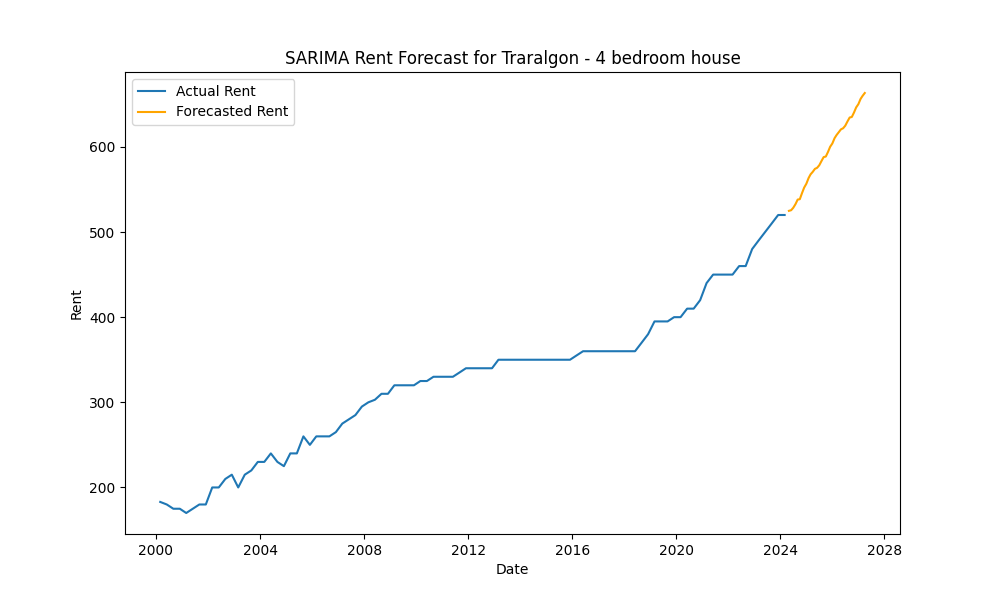 SARIMA Rent Forecast for Traralgon - 4 bedroom house
Actual Rent
Forecasted Rent
600
500
400
300
200
Rent
2000 2004 2008 2012 2016 2020 2024 2028
Date